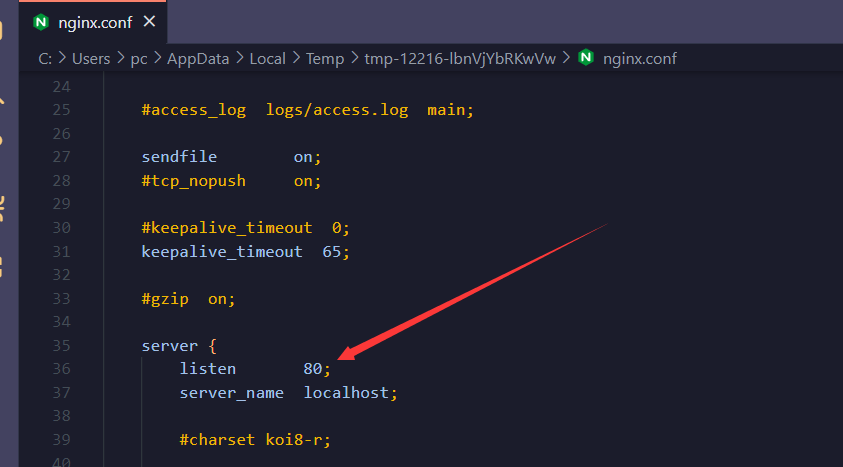 nginx.conf ×
C: > Users > pc > AppData > Local > Temp > tmp-12216-lbnVjYbRKwVw > nginx.conf
24
25 #access_log  logs/access.log  main;
26
27 sendfile        on;
28 #tcp_nopush     on;
29
30 #keepalive_timeout  0;
31 keepalive_timeout  65;
32
33 #gzip  on;
34
35 server {
36     listen       80;
37     server_name  localhost;
38
39     #charset koi8-r;
40